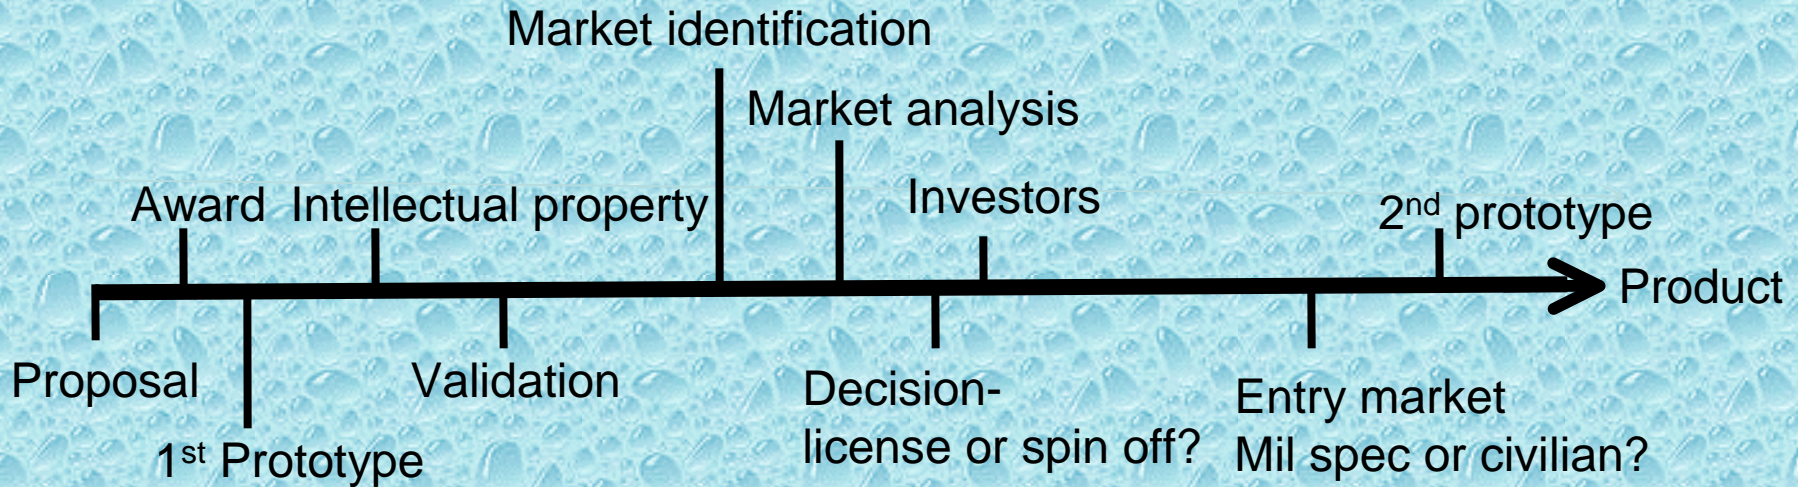 Market identification
Market analysis
Award
Intellectual property
Investors
2nd prototype
Product
Proposal
Validation
Decision-
license or spin off?
Entry market
Mil spec or civilian?
1st Prototype